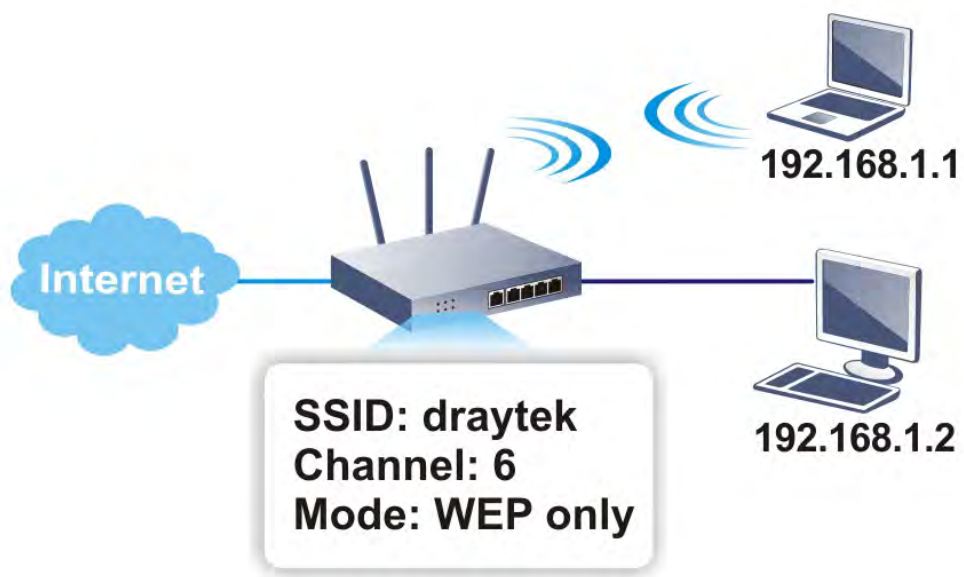 192.168.1.1
Internet
192.168.1.2
SSID: draytek
Channel: 6
Mode: WEP only